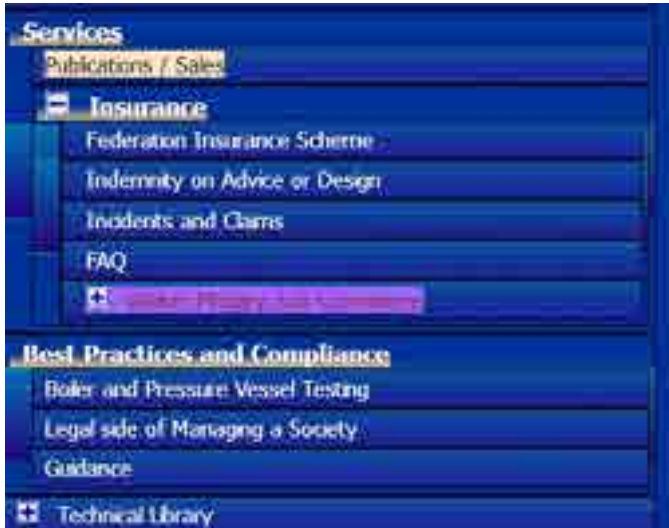 Services
Publications / Sales
Insurance
Federation Insurance Scheme
Indemnity on Advice or Design
Incidents and Claims
FAQ
Best Practices and Compliance
Boiler and Pressure Vessel Testing
Legal side of Managing a Society
Guidance
Technical Library